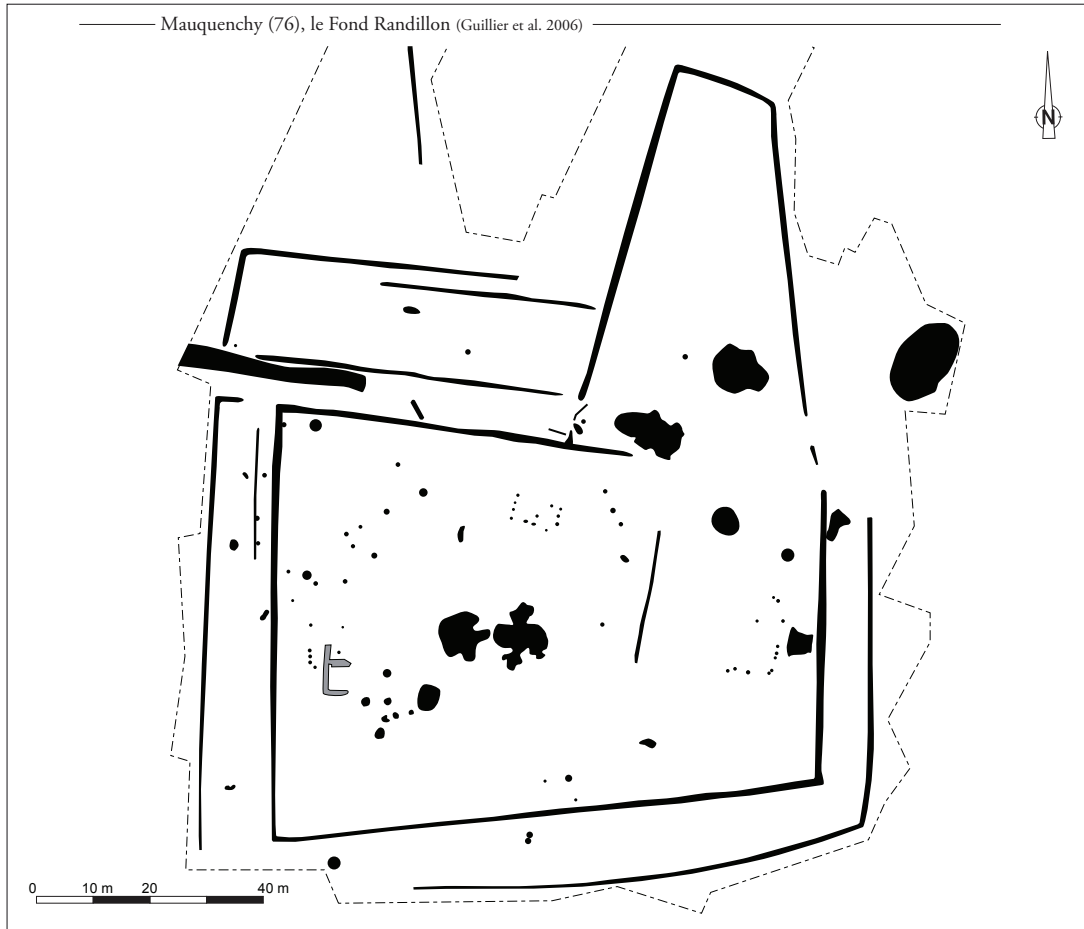 Mauquenchy (76), le Fond Randillon (Guillier et al. 2006)
N
0 10 m 20 40 m